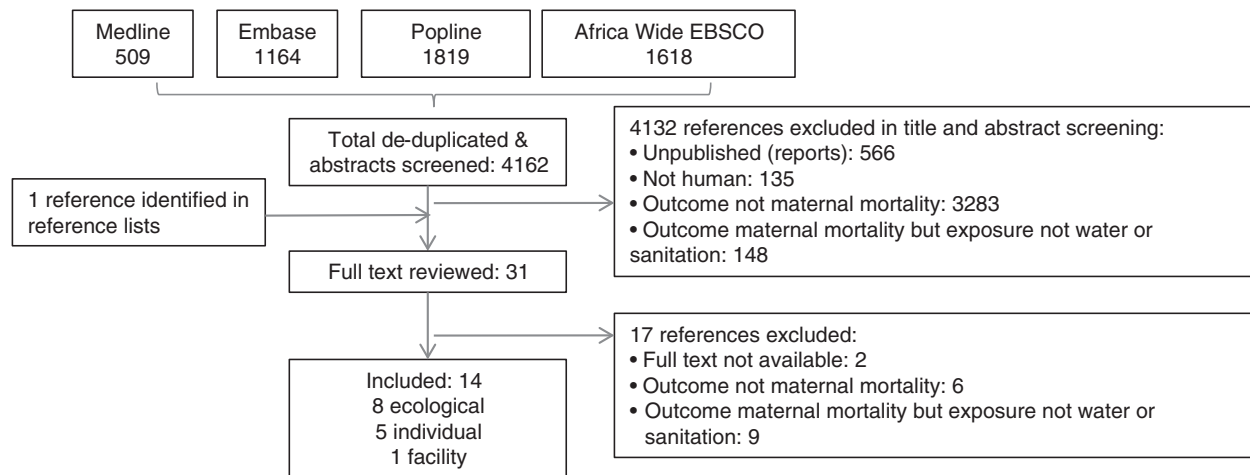 Medline
509
Embase
1164
Popline
1819
Africa Wide EBSCO
1618
Total de-duplicated &
abstracts screened: 4162
4132 references excluded in title and abstract screening:
• Unpublished (reports): 566
• Not human: 135
• Outcome not maternal mortality: 3283
• Outcome maternal mortality but exposure not water or
sanitation: 148
1 reference identified in
reference lists
Full text reviewed: 31
17 references excluded:
• Full text not available: 2
• Outcome not maternal mortality: 6
• Outcome maternal mortality but exposure not water or
sanitation: 9
Included: 14
8 ecological
5 individual
1 facility